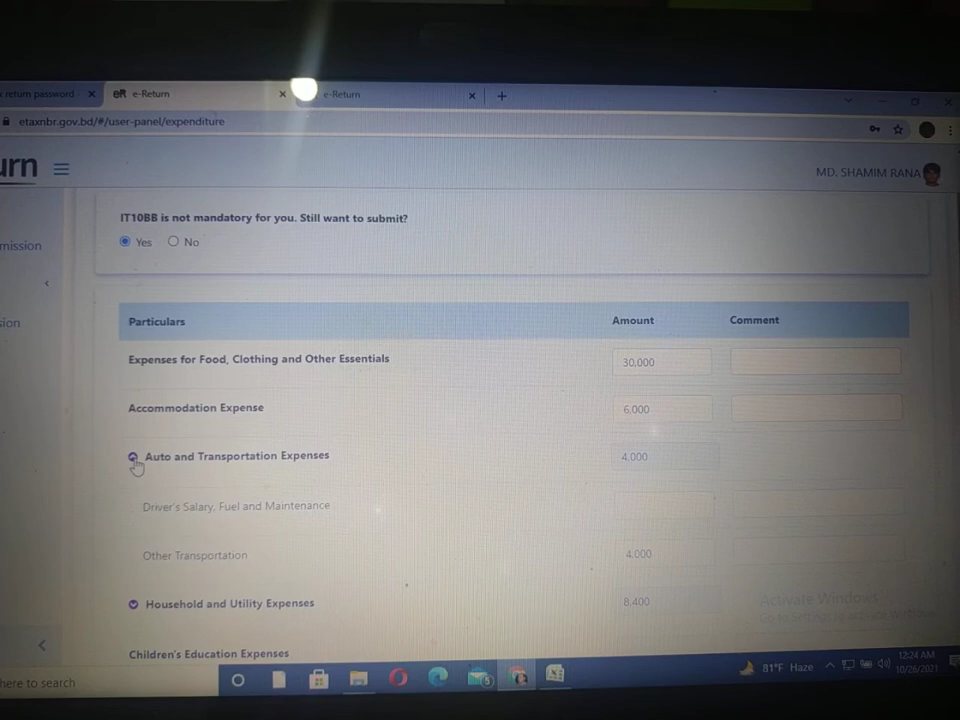 return password
eR e-Return
e-Return
etaxnbr.gov.bd/#/user-panel/expenditure
urn
MD. SHAMIM RANA
IT10BB is not mandatory for you. Still want to submit?
Yes No
mission
sion
Particulars Amount Comment
Expenses for Food, Clothing and Other Essentials 30,000
Accommodation Expense 6,000
Auto and Transportation Expenses 4,000
Driver's Salary, Fuel and Maintenance
Other Transportation 4,000
Household and Utility Expenses 8,400
Activate Windows
Children's Education Expenses
here to search
81°F Haze
12:24 AM
10/26/2021